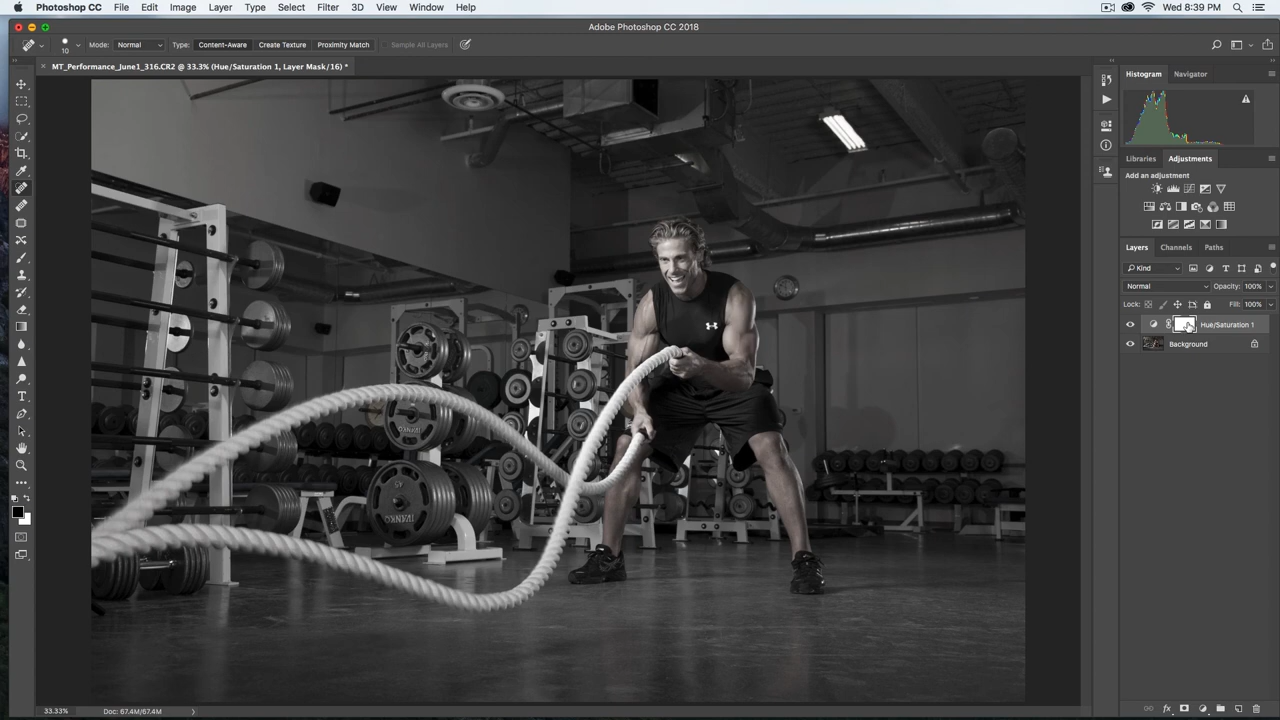 Photoshop CC File Edit Image Layer Type Select Filter 3D View Window Help Wed 8:39 PM
Adobe Photoshop CC 2018
10 Mode: Normal Type: Content-Aware Create Texture Proximity Match Sample All Layers
MT_Performance_June1_316.CR2 @ 33.3% (Hue/Saturation 1, Layer Mask/16) *
Histogram Navigator
Libraries Adjustments
Add an adjustment
Layers Channels Paths
Kind
Normal Opacity: 100%
Lock: Fill: 100%
Hue/Saturation 1
Background
45
IVANKO
33.33% Doc: 67.4M/67.4M